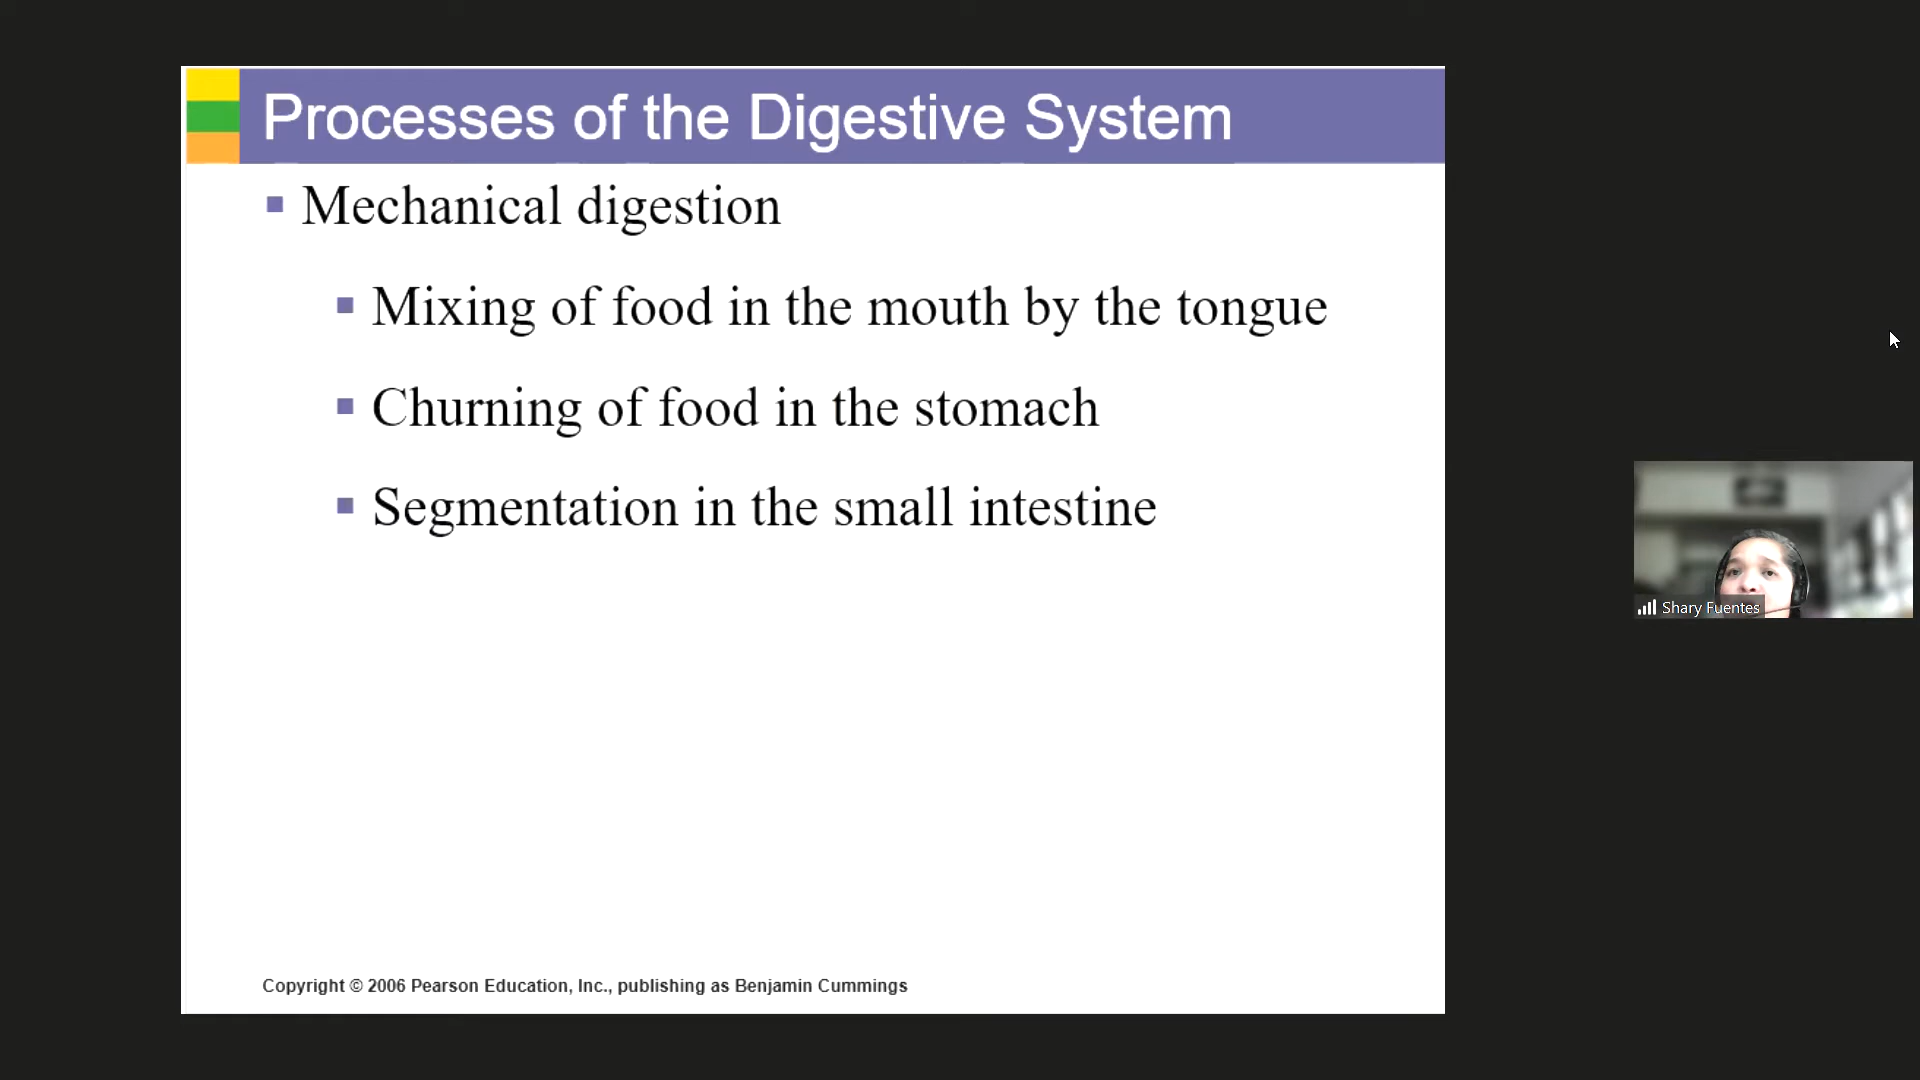 Processes of the Digestive System
Mechanical digestion
Mixing of food in the mouth by the tongue
Churning of food in the stomach
Segmentation in the small intestine
Copyright © 2006 Pearson Education, Inc., publishing as Benjamin Cummings
Shary Fuentes